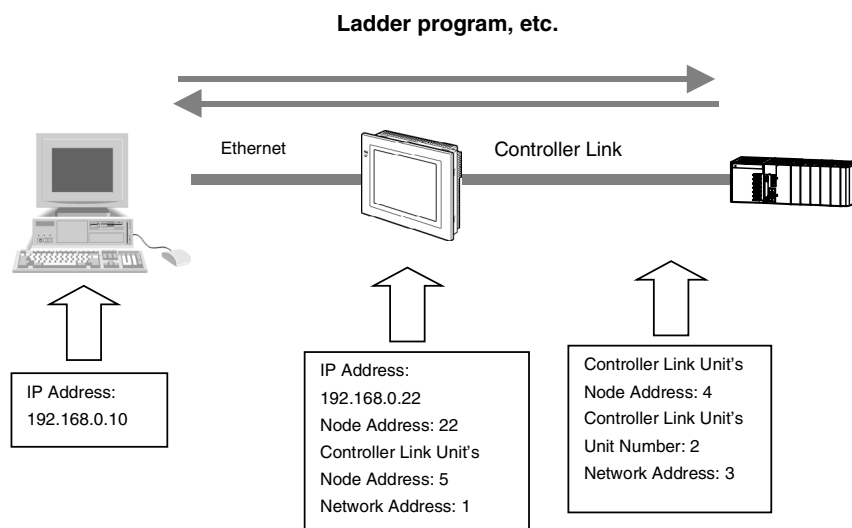 Ladder program, etc.
Ethernet
Controller Link
IP Address:
192.168.0.10
IP Address:
192.168.0.22
Node Address: 22
Controller Link Unit's
Node Address: 5
Network Address: 1
Controller Link Unit's
Node Address: 4
Controller Link Unit's
Unit Number: 2
Network Address: 3